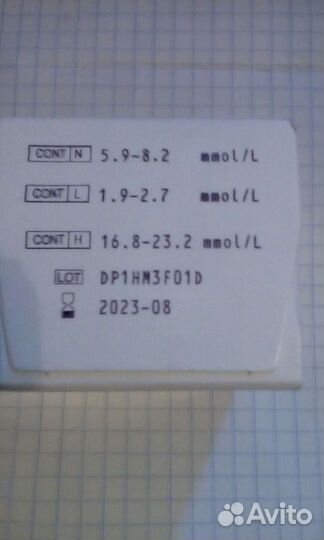 CONT N 5.9-8.2 mmol/L
CONT L 1.9-2.7 mmol/L
CONT H 16.8-23.2 mmol/L
LOT DP1HM3F01D
2023-08
Avito